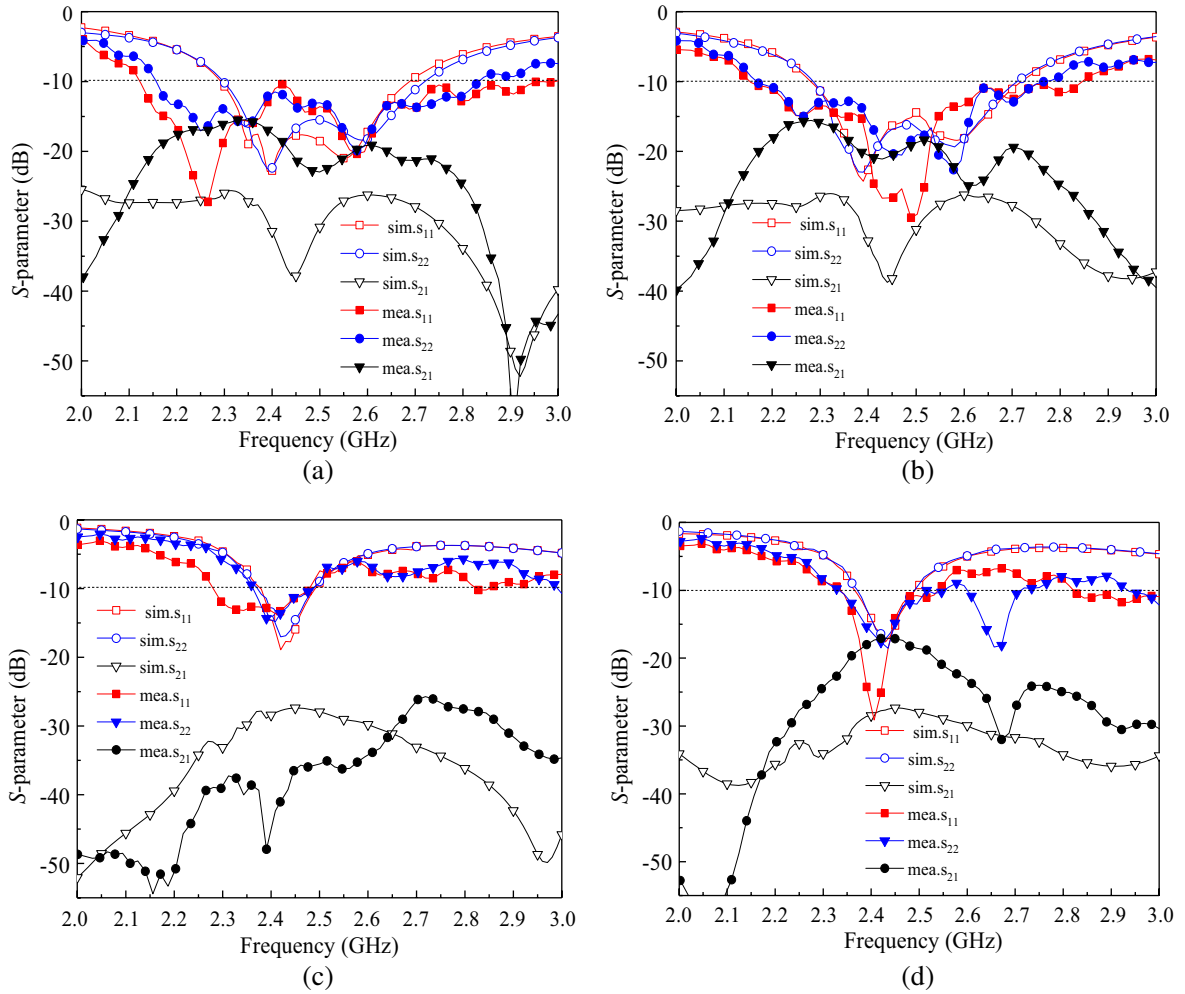 0
-10
-20
-30
-40
-50
S-parameter (dB)
sim.s11
sim.s22
sim.s21
mea.s11
mea.s22
mea.s21
2.0 2.1 2.2 2.3 2.4 2.5 2.6 2.7 2.8 2.9 3.0
Frequency (GHz)
(a)
0
-10
-20
-30
-40
-50
S-parameter (dB)
sim.s11
sim.s22
sim.s21
mea.s11
mea.s22
mea.s21
2.0 2.1 2.2 2.3 2.4 2.5 2.6 2.7 2.8 2.9 3.0
Frequency (GHz)
(b)
0
-10
-20
-30
-40
-50
S-parameter (dB)
sim.s11
sim.s22
sim.s21
mea.s11
mea.s22
mea.s21
2.0 2.1 2.2 2.3 2.4 2.5 2.6 2.7 2.8 2.9 3.0
Frequency (GHz)
(c)
0
-10
-20
-30
-40
-50
S-parameter (dB)
sim.s11
sim.s22
sim.s21
mea.s11
mea.s22
mea.s21
2.0 2.1 2.2 2.3 2.4 2.5 2.6 2.7 2.8 2.9 3.0
Frequency (GHz)
(d)